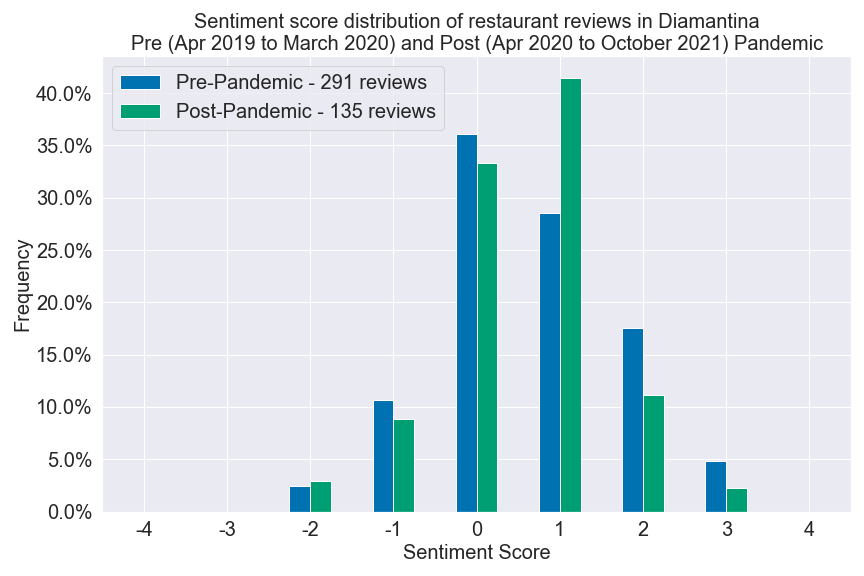 Sentiment score distribution of restaurant reviews in Diamantina
Pre (Apr 2019 to March 2020) and Post (Apr 2020 to October 2021) Pandemic
Pre-Pandemic - 291 reviews
Post-Pandemic - 135 reviews
Frequency
40.0%
35.0%
30.0%
25.0%
20.0%
15.0%
10.0%
5.0%
0.0%
-4 -3 -2 -1 0 1 2 3 4
Sentiment Score